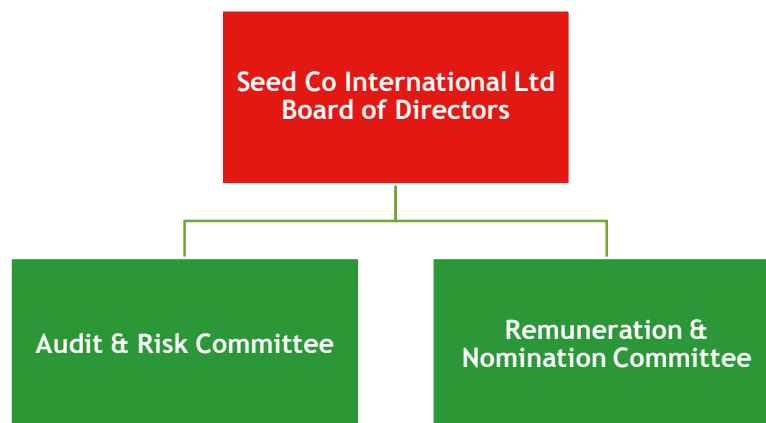 Seed Co International Ltd
Board of Directors
Audit & Risk Committee
Remuneration &
Nomination Committee